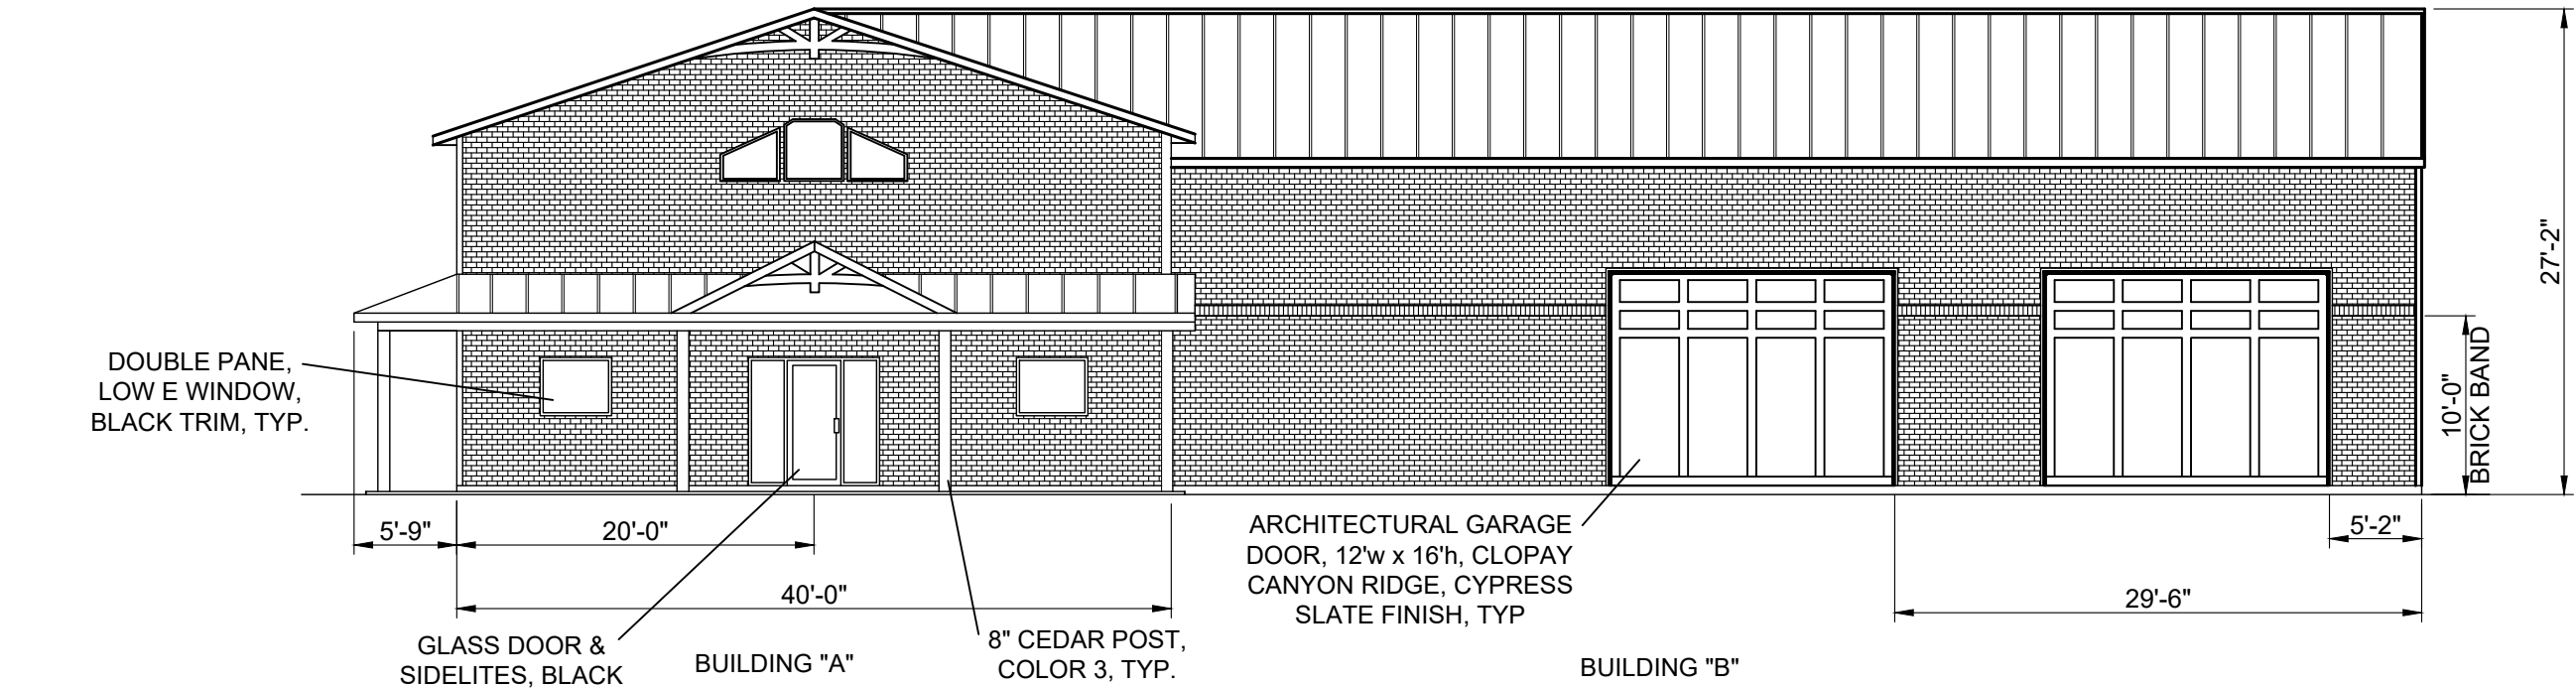 27'-2"
DOUBLE PANE,
LOW E WINDOW,
BLACK TRIM, TYP.
10'-0"
BRICK BAND
5'-9"
20'-0"
ARCHITECTURAL GARAGE
DOOR, 12'w x 16'h, CLOPAY
CANYON RIDGE, CYPRESS
SLATE FINISH, TYP
5'-2"
40'-0"
29'-6"
GLASS DOOR &
SIDELITES, BLACK
BUILDING "A"
8" CEDAR POST,
COLOR 3, TYP.
BUILDING "B"